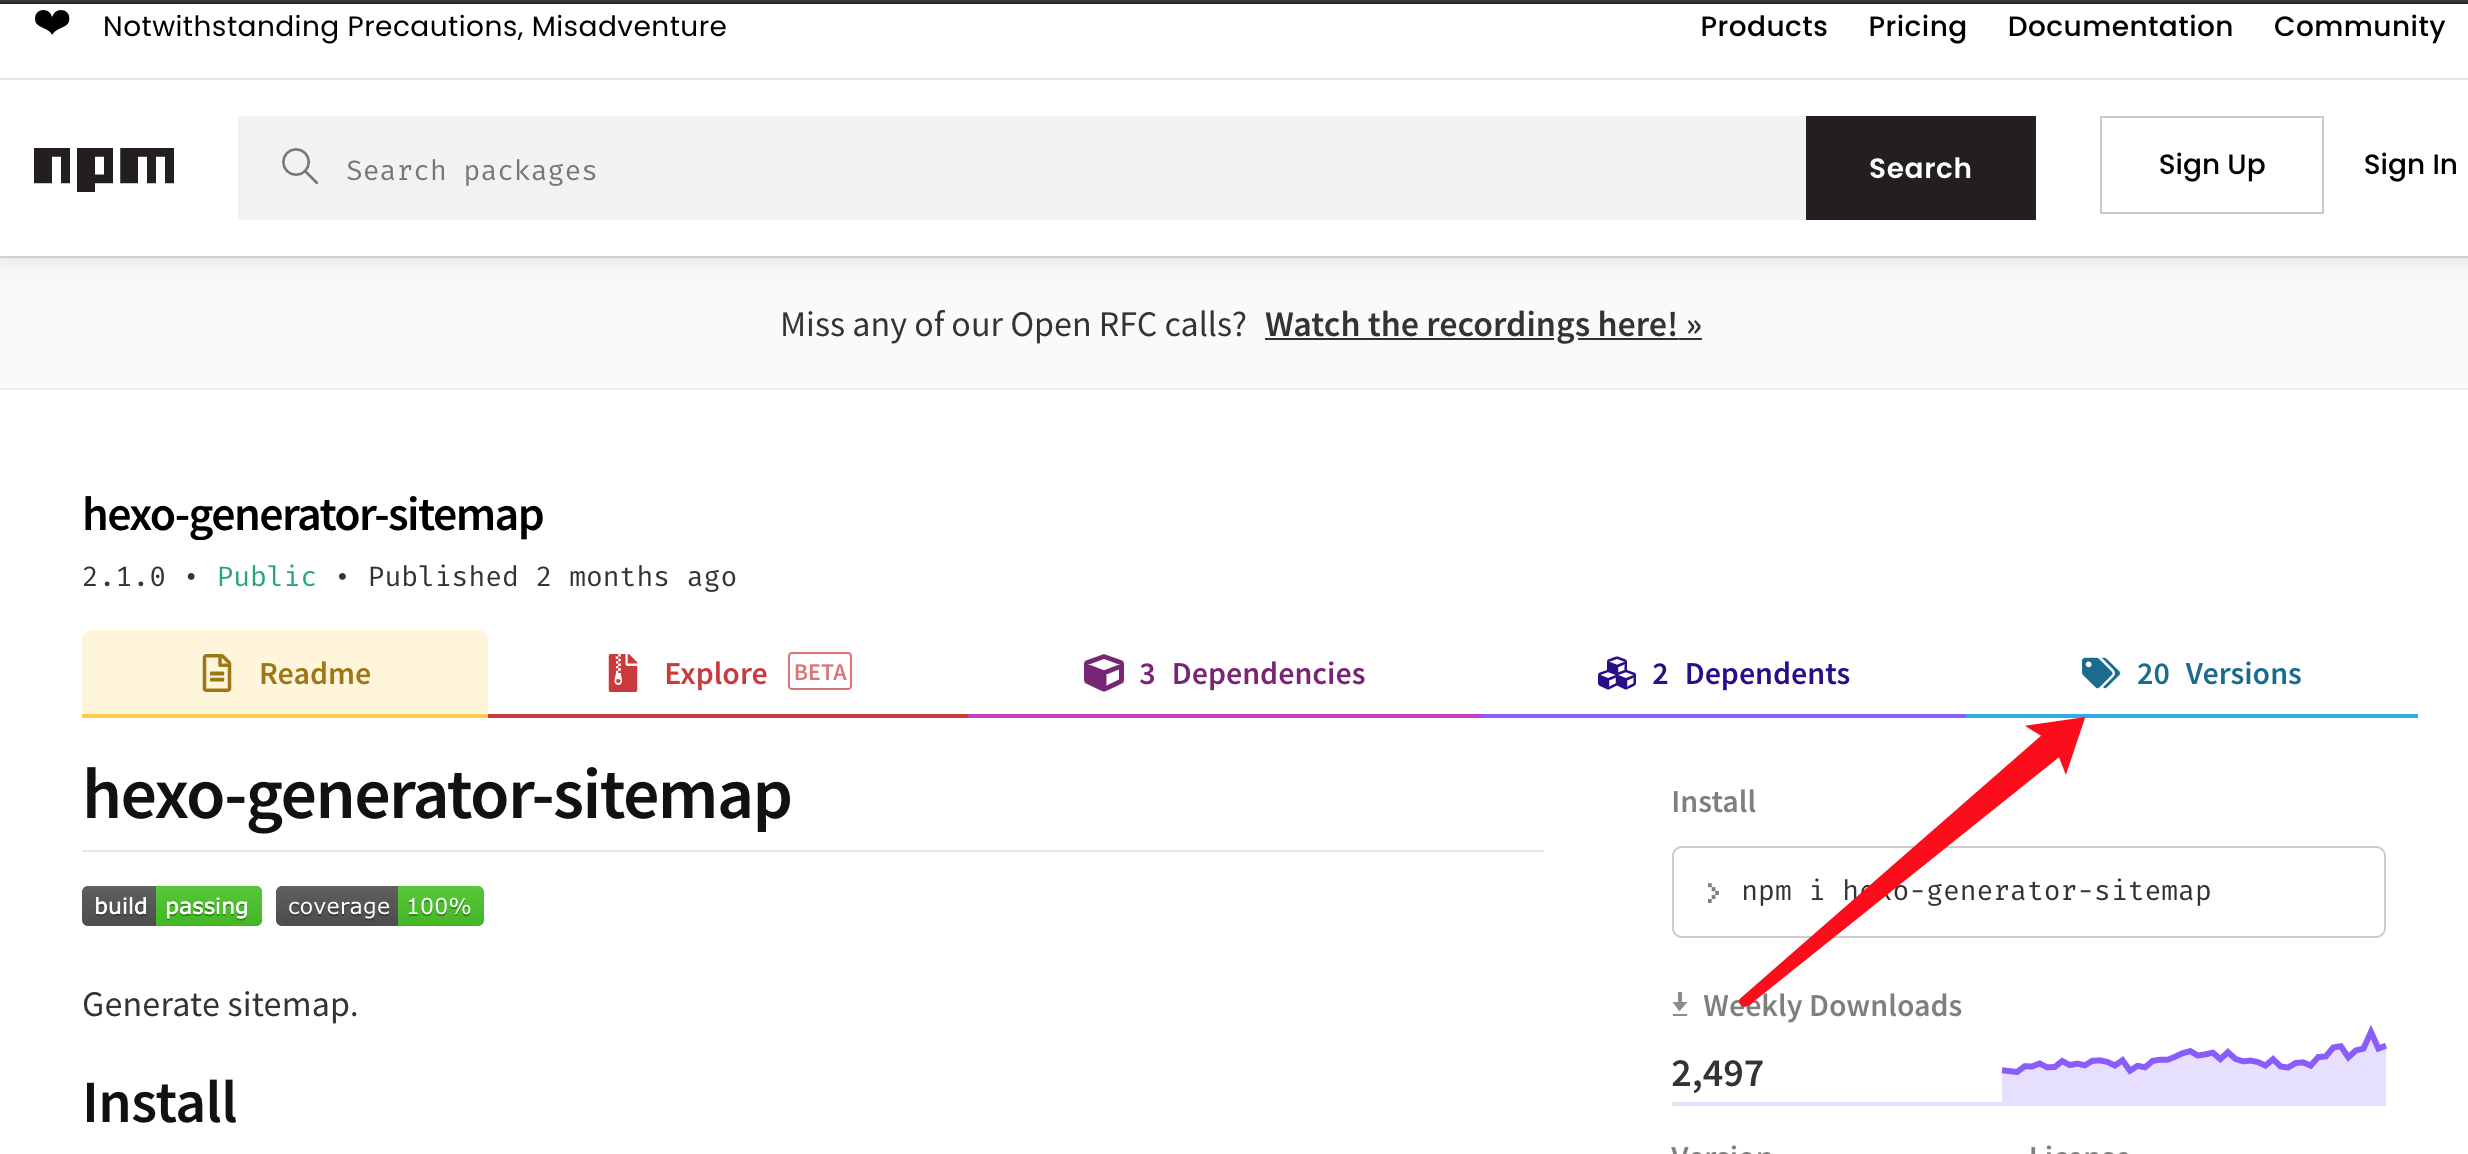 ❤ Notwithstanding Precautions, Misadventure
Products Pricing Documentation Community
npm
Search packages
Search
Sign Up
Sign In
Miss any of our Open RFC calls? Watch the recordings here! »
hexo-generator-sitemap
2.1.0 • Public • Published 2 months ago
Readme
Explore BETA
3 Dependencies
2 Dependents
20 Versions
hexo-generator-sitemap
build passing coverage 100%
Generate sitemap.
Install
Install
npm i hexo-generator-sitemap
Weekly Downloads
2,497
Version
License